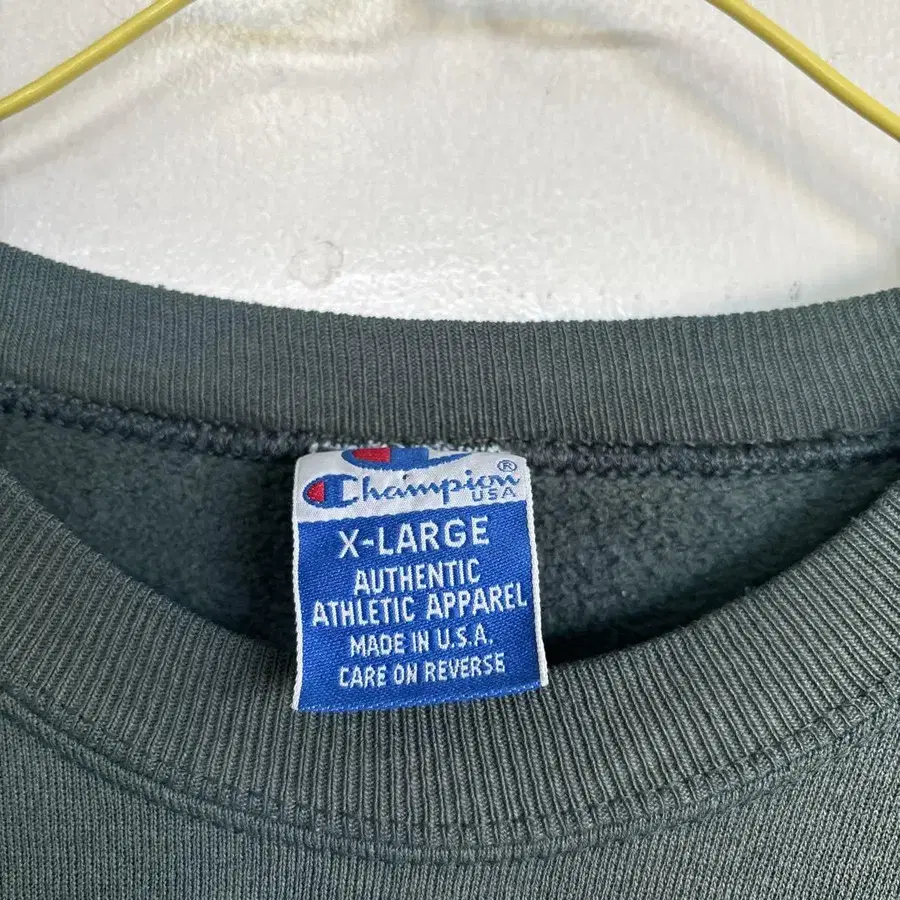 Champion®
USA
X-LARGE
AUTHENTIC
ATHLETIC APPAREL
MADE IN U.S.A.
CARE ON REVERSE